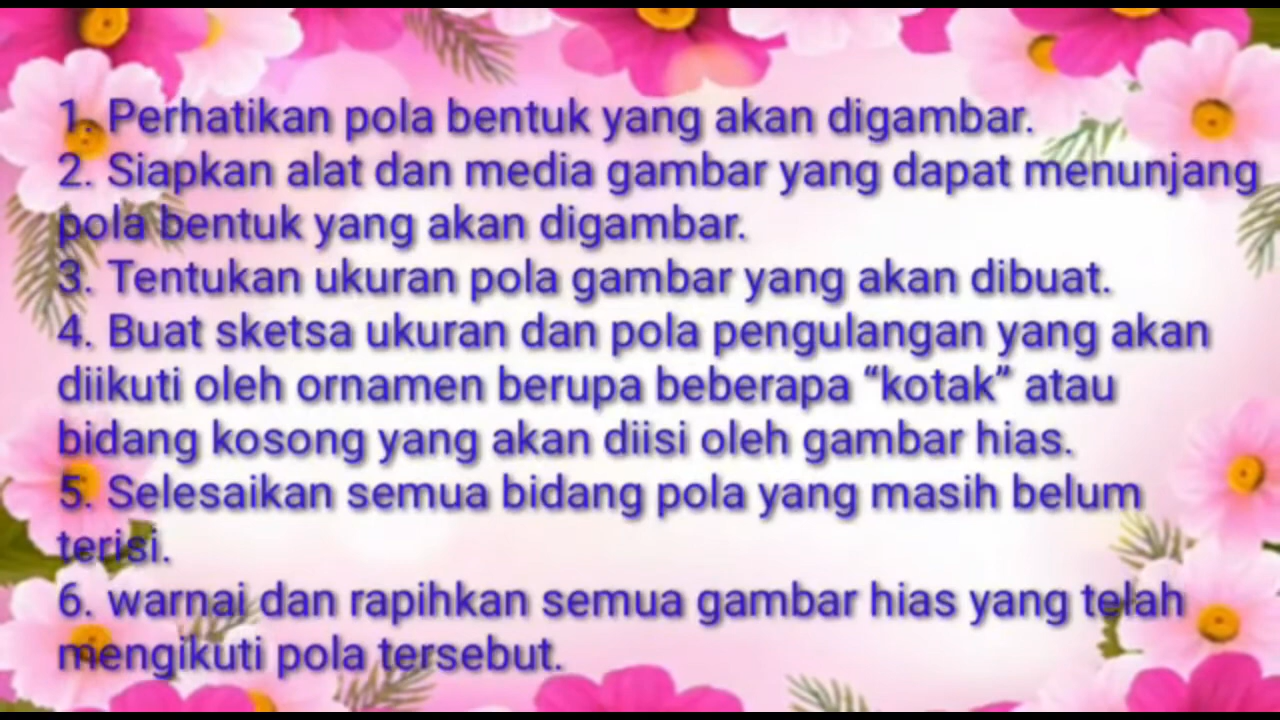 1. Perhatikan pola bentuk yang akan digambar.
2. Siapkan alat dan media gambar yang dapat menunjang
pola bentuk yang akan digambar.
3. Tentukan ukuran pola gambar yang akan dibuat.
4. Buat sketsa ukuran dan pola pengulangan yang akan
diikuti oleh ornamen berupa beberapa “kotak” atau
bidang kosong yang akan diisi oleh gambar hias.
5. Selesaikan semua bidang pola yang masih belum
terisi.
6. warnai dan rapihkan semua gambar hias yang telah
mengikuti pola tersebut.